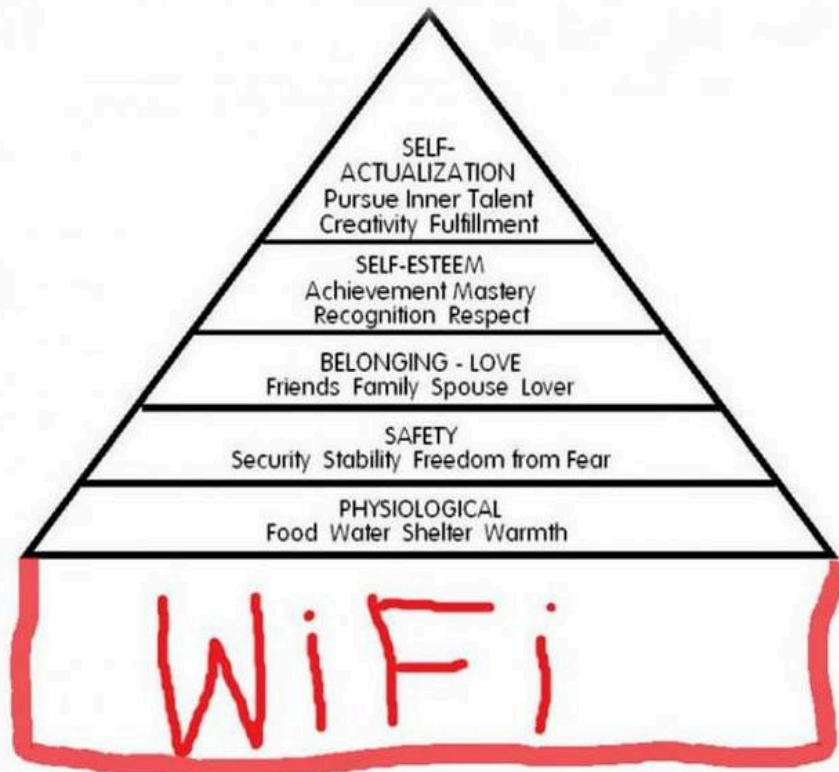 SELF-
ACTUALIZATION
Pursue Inner Talent
Creativity Fulfillment
SELF-ESTEEM
Achievement Mastery
Recognition Respect
BELONGING - LOVE
Friends Family Spouse Lover
SAFETY
Security Stability Freedom from Fear
PHYSIOLOGICAL
Food Water Shelter Warmth
WiFi